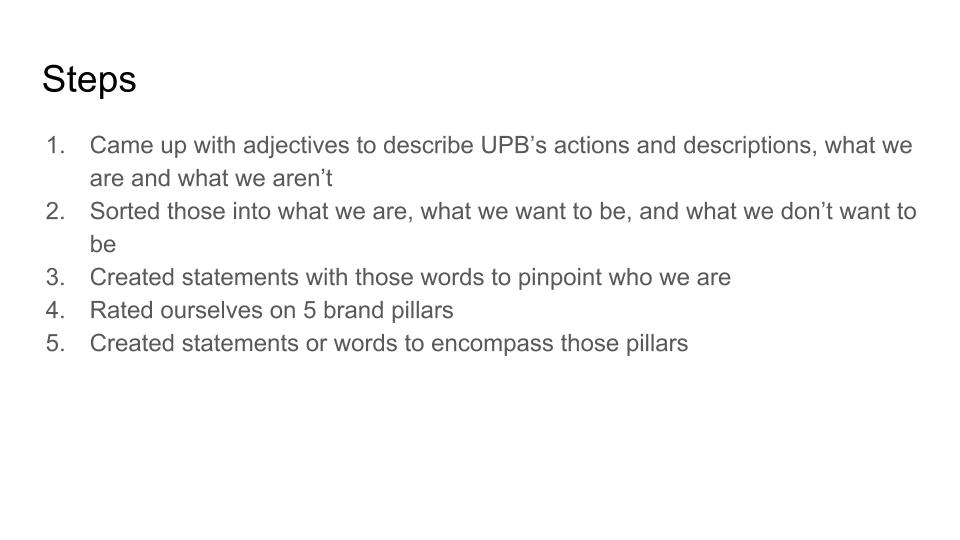 Steps
1. Came up with adjectives to describe UPB’s actions and descriptions, what we
are and what we aren’t
2. Sorted those into what we are, what we want to be, and what we don’t want to
be
3. Created statements with those words to pinpoint who we are
4. Rated ourselves on 5 brand pillars
5. Created statements or words to encompass those pillars